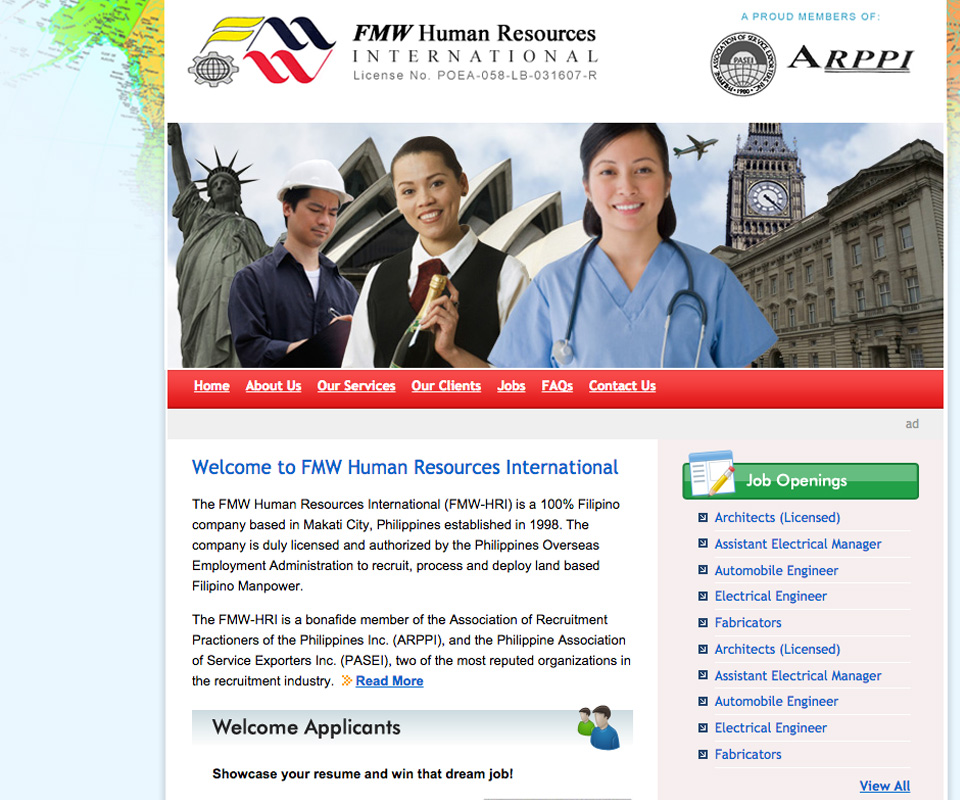 FMW Human Resources
INTERNATIONAL
License No. POEA-058-LB-031607-R
A PROUD MEMBERS OF:
PHILIPPINE ASSOCIATION OF SERVICE EXPORTERS, INC.
PASEI
1980
ARPPI
Home About Us Our Services Our Clients Jobs FAQs Contact Us
ad
Welcome to FMW Human Resources International
The FMW Human Resources International (FMW-HRI) is a 100% Filipino
company based in Makati City, Philippines established in 1998. The
company is duly licensed and authorized by the Philippines Overseas
Employment Administration to recruit, process and deploy land based
Filipino Manpower.
The FMW-HRI is a bonafide member of the Association of Recruitment
Practioners of the Philippines Inc. (ARPPI), and the Philippine Association
of Service Exporters Inc. (PASEI), two of the most reputed organizations in
the recruitment industry. Read More
Welcome Applicants
Showcase your resume and win that dream job!
Job Openings
Architects (Licensed)
Assistant Electrical Manager
Automobile Engineer
Electrical Engineer
Fabricators
Architects (Licensed)
Assistant Electrical Manager
Automobile Engineer
Electrical Engineer
Fabricators
View All